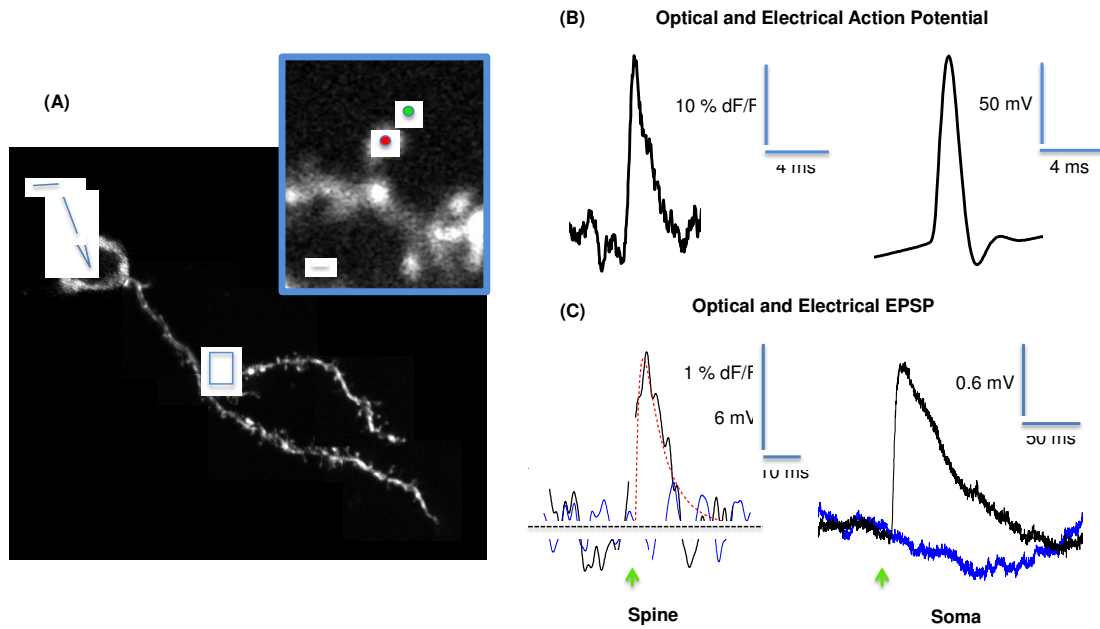 (A)
(B)
Optical and Electrical Action Potential
10 % dF/F
4 ms
50 mV
4 ms
(C)
Optical and Electrical EPSP
1 % dF/F
6 mV
10 ms
0.6 mV
50 ms
Spine
Soma